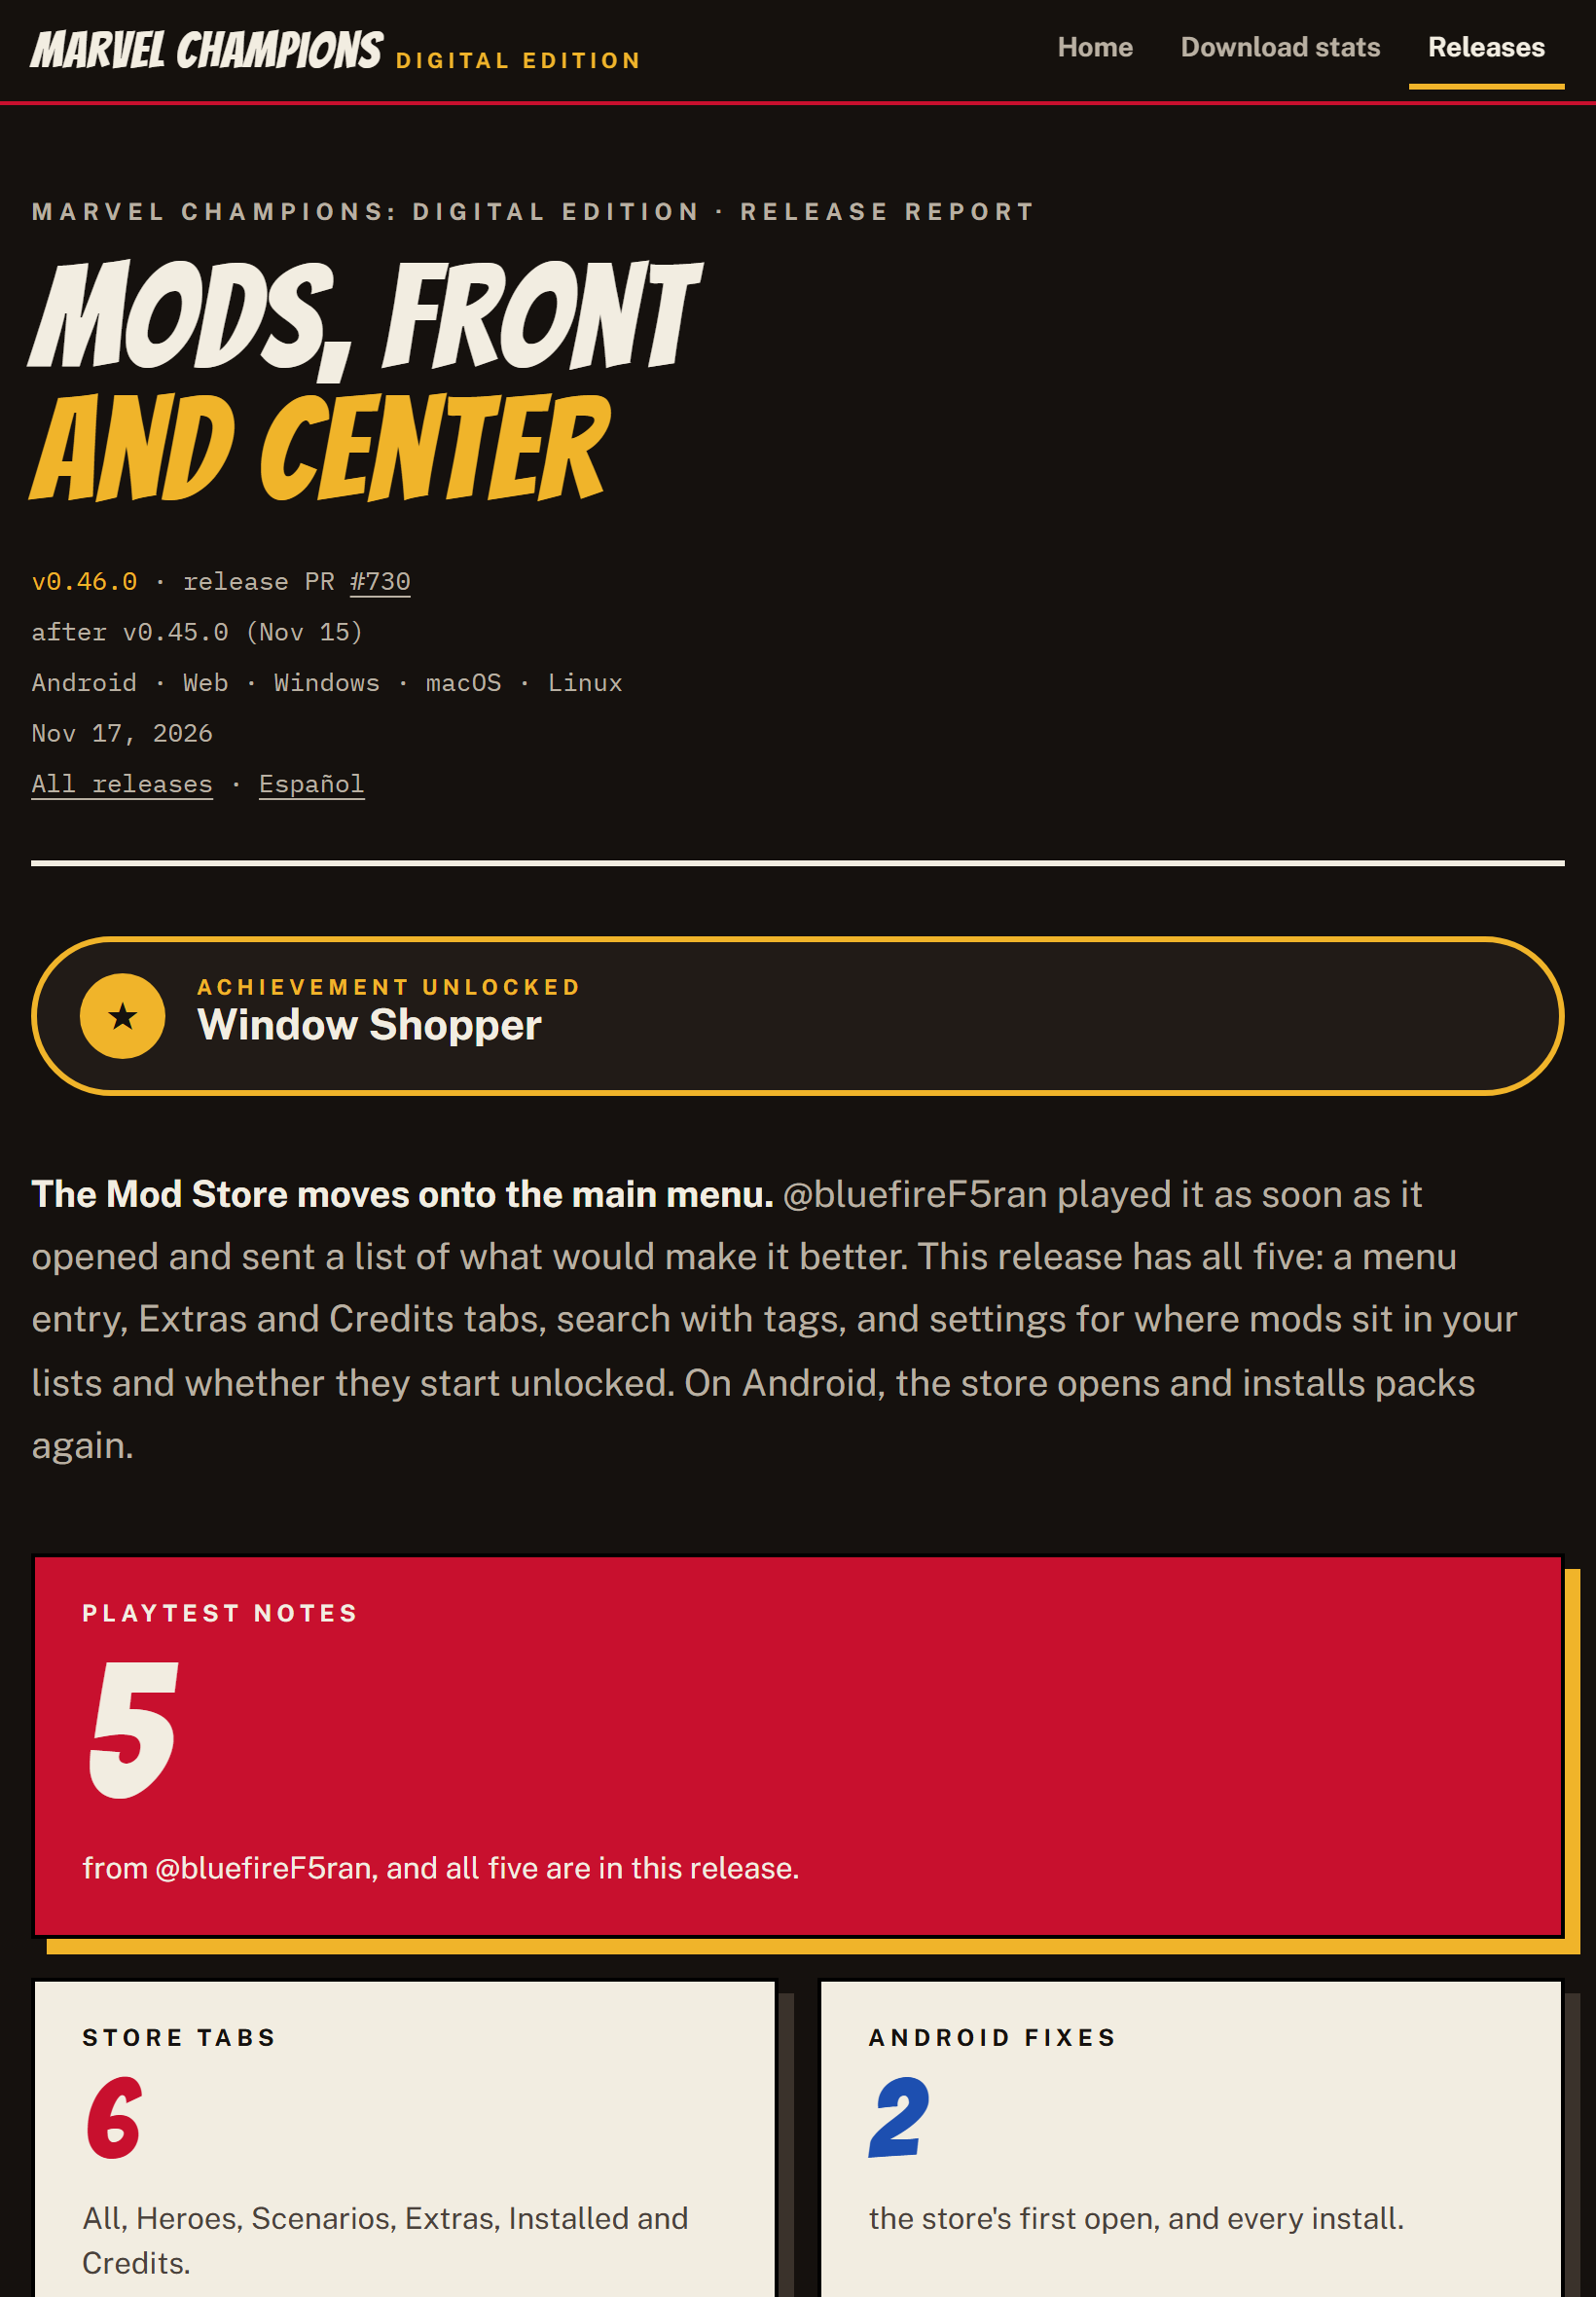 MARVEL CHAMPIONS DIGITAL EDITION
Home Download stats Releases
MARVEL CHAMPIONS: DIGITAL EDITION · RELEASE REPORT
MODS, FRONT
AND CENTER
v0.46.0 · release PR #730
after v0.45.0 (Nov 15)
Android · Web · Windows · macOS · Linux
Nov 17, 2026
All releases · Español
ACHIEVEMENT UNLOCKED
Window Shopper
The Mod Store moves onto the main menu. @bluefireF5ran played it as soon as it
opened and sent a list of what would make it better. This release has all five: a menu
entry, Extras and Credits tabs, search with tags, and settings for where mods sit in your
lists and whether they start unlocked. On Android, the store opens and installs packs
again.
PLAYTEST NOTES
5
from @bluefireF5ran, and all five are in this release.
STORE TABS
6
All, Heroes, Scenarios, Extras, Installed and
Credits.
ANDROID FIXES
2
the store's first open, and every install.